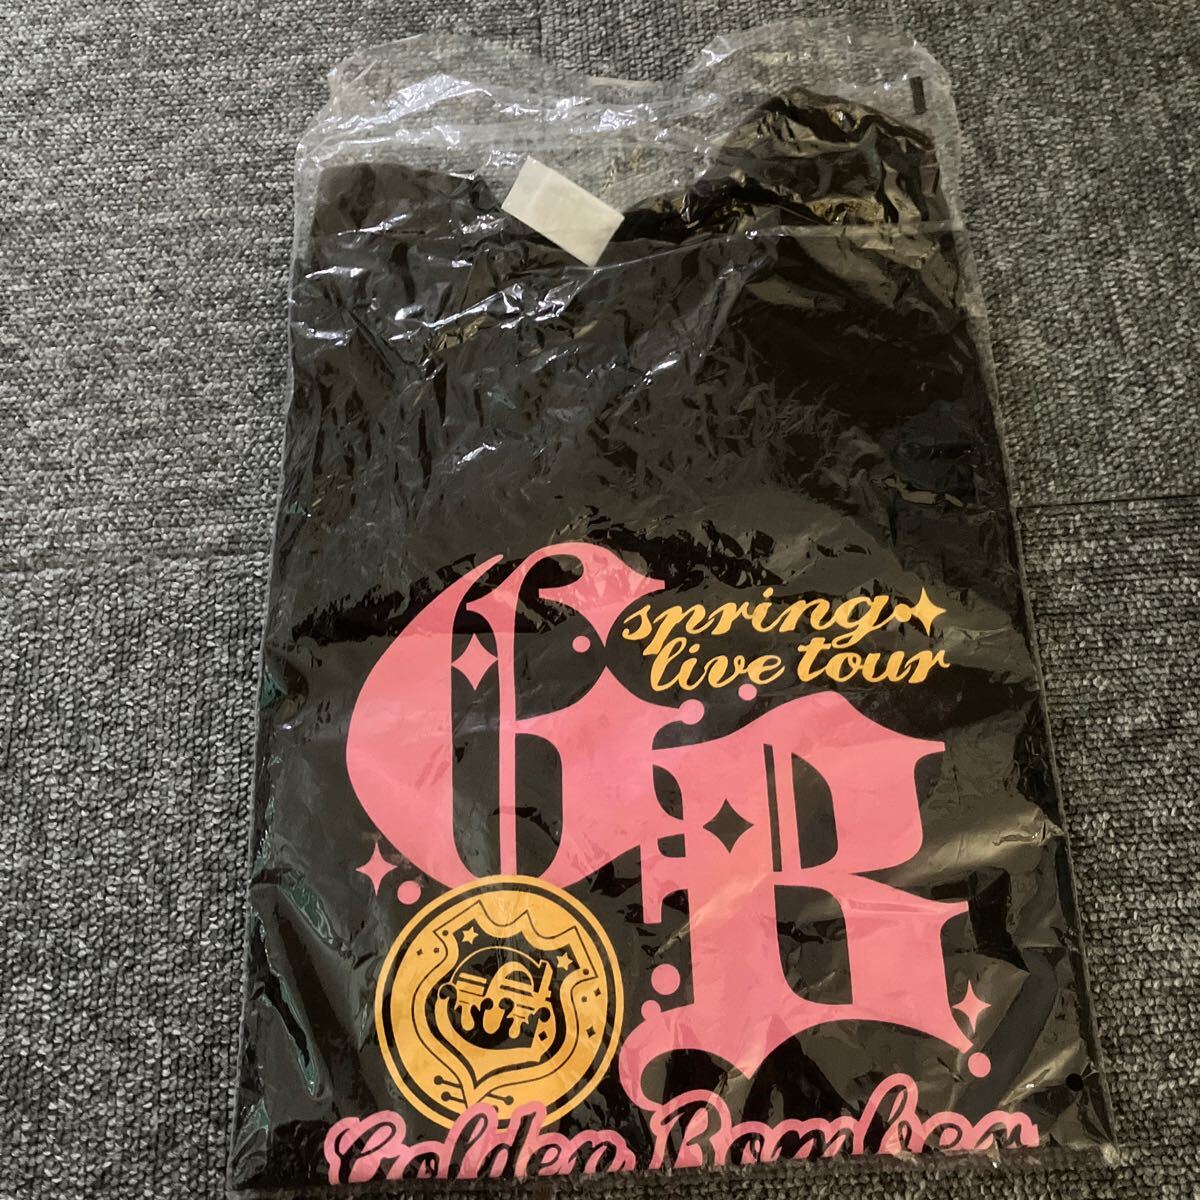 GB
spring
live tour
Golden Bomber